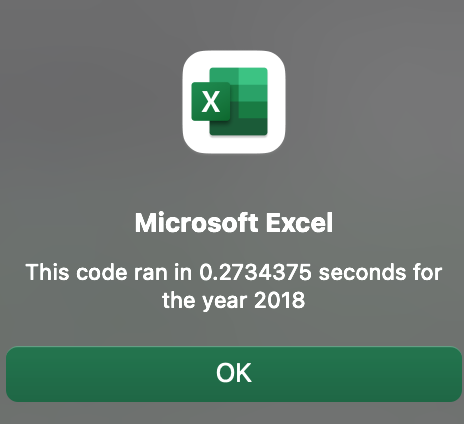 X
Microsoft Excel
This code ran in 0.2734375 seconds for
the year 2018
OK